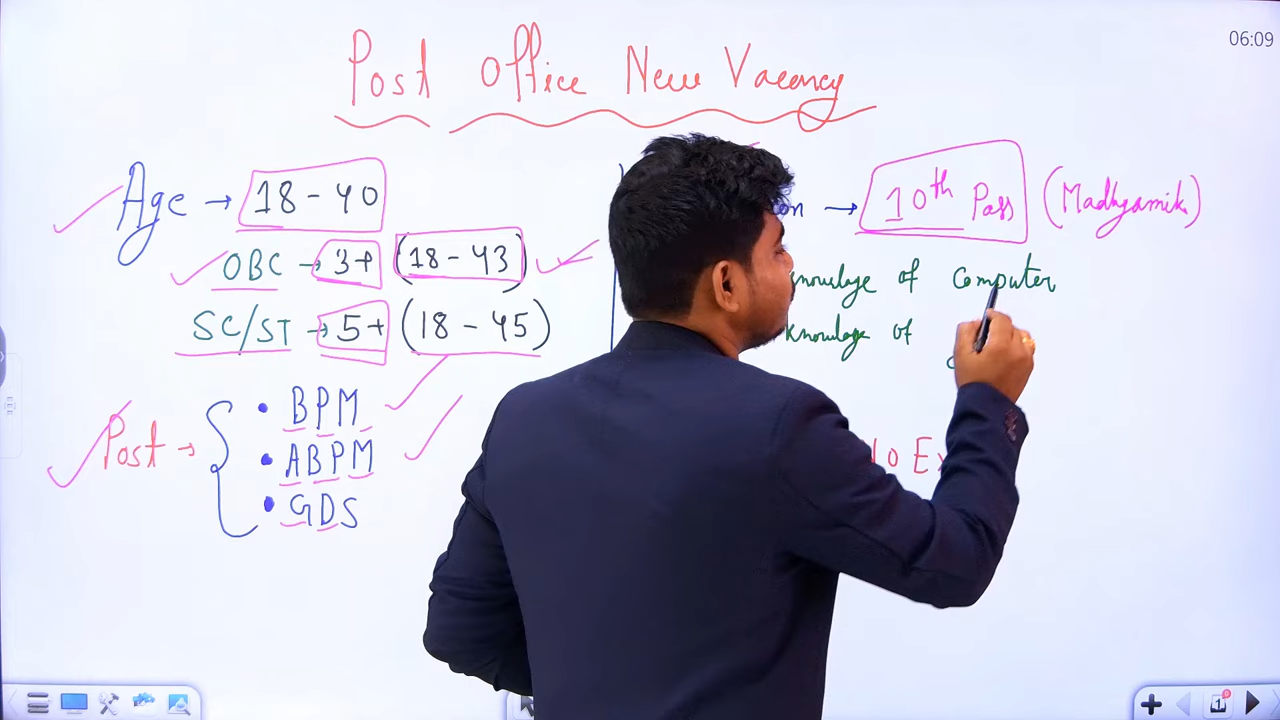 06:09
Post Office New Vacancy
Age → 18 - 40
OBC → 3+ (18 - 43)
SC/ST → 5+ (18 - 45)
Post →
• BPM
• ABPM
• GDS
→ 10th Pass (Madhyamik)
knowledge of Computer
knowledge of
1